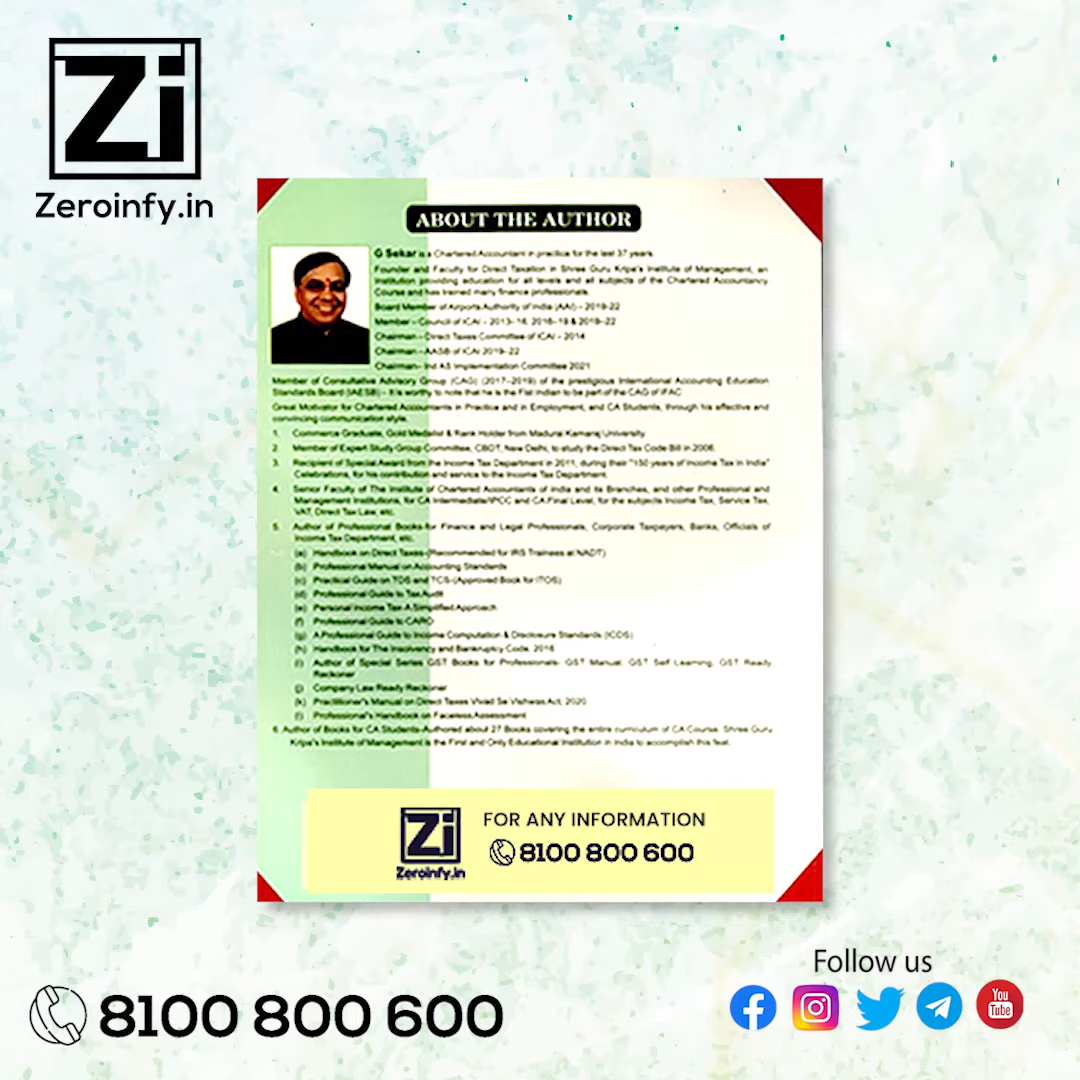 Zi
Zeroinfy.in
ABOUT THE AUTHOR
G Sekar is a Chartered Accountant in practice for the last 37 years.
Founder and Faculty for Direct Taxation in Shree Guru Kripa's Institute of Management, an
Institution providing education for all levels and all subjects of the Chartered Accountancy
Course and has trained many finance professionals.
Board Member of Airports Authority of India (AAI) - 2019-22
Member - Council of ICAI - 2013-16, 2016-19 & 2019-22
Chairman - Direct Taxes Committee of ICAI - 2014
Chairman - AASB of ICAI 2019-22
Chairman - Ind AS Implementation Committee 2021
Member of Consultative Advisory Group (CAG) (2017-2019) of the prestigious International Accounting Education
Standards Board (IAESB) - It is worthy to note that he is the Fist Indian to be part of the CAG of IFAC
Great Motivator for Chartered Accountants in Practice and in Employment, and CA Students, through his effective and
convincing communication style.
1. Commerce Graduate, Gold Medalist & Rank Holder from Madurai Kamaraj University.
2. Member of Expert Study Group Committee, CBDT, New Delhi, to study the Direct Tax Code Bill in 2006.
3. Recipient of Special Award from the Income Tax Department in 2011, during their "150 years of Income Tax in India"
Celebrations, for his contribution and service to the Income Tax Department.
4. Senior Faculty of The Institute of Chartered Accountants of India and its Branches, and other Professional and
Management Institutions, for CA Intermediate/IPCC and CA Final Level, for the subjects Income Tax, Service Tax,
VAT, Direct Tax Law, etc.
5. Author of Professional Books for Finance and Legal Professionals, Corporate Taxpayers, Banks, Officials of
Income Tax Department, etc.
(a) Handbook on Direct Taxes (Recommended for IRS Trainees at NADT)
(b) Professional Manual on Accounting Standards
(c) Practical Guide on TDS and TCS (Approved Book for ITOS)
(d) Professional Guide to Tax Audit
(e) Personal Income Tax A Simplified Approach
(f) Professional Guide to CARO
(g) A Professional Guide to Income Computation & Disclosure Standards (ICDS)
(h) Handbook for The Insolvency and Bankruptcy Code, 2016
(i) Author of Special Series GST Books for Professionals- GST Manual, GST Self Learning, GST Ready
Reckoner
(j) Company Law Ready Reckoner
(k) Practitioner's Manual on Direct Taxes Vivad Se Vishwas Act, 2020
(l) Professional's Handbook on Faceless Assessment
6. Author of Books for CA Students-Authored about 27 Books covering the entire curriculum of CA Course. Shree Guru
Kripa's Institute of Management is the First and Only Educational Institution in India to accomplish this feat.
Zi
Zeroinfy.in
FOR ANY INFORMATION
8100 800 600
Follow us
8100 800 600
You
Tube